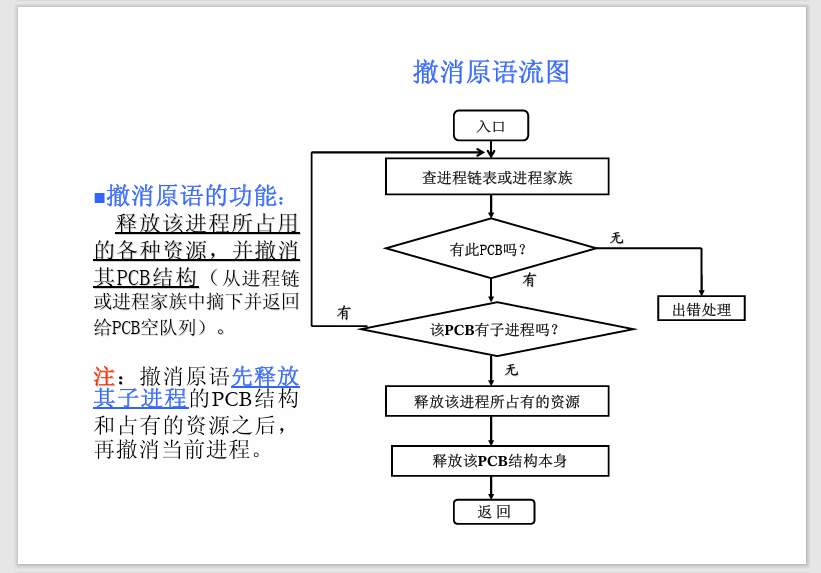 撤消原语流图
入口
■撤消原语的功能：
释放该进程所占用
的各种资源，并撤消
其PCB结构（从进程链
或进程家族中摘下并返回
给PCB空队列）。
注：撤消原语先释放
其子进程的PCB结构
和占有的资源之后，
再撤消当前进程。
查进程链表或进程家族
有此PCB吗？
无
有
出错处理
有
该PCB有子进程吗？
无
释放该进程所占有的资源
释放该PCB结构本身
返 回